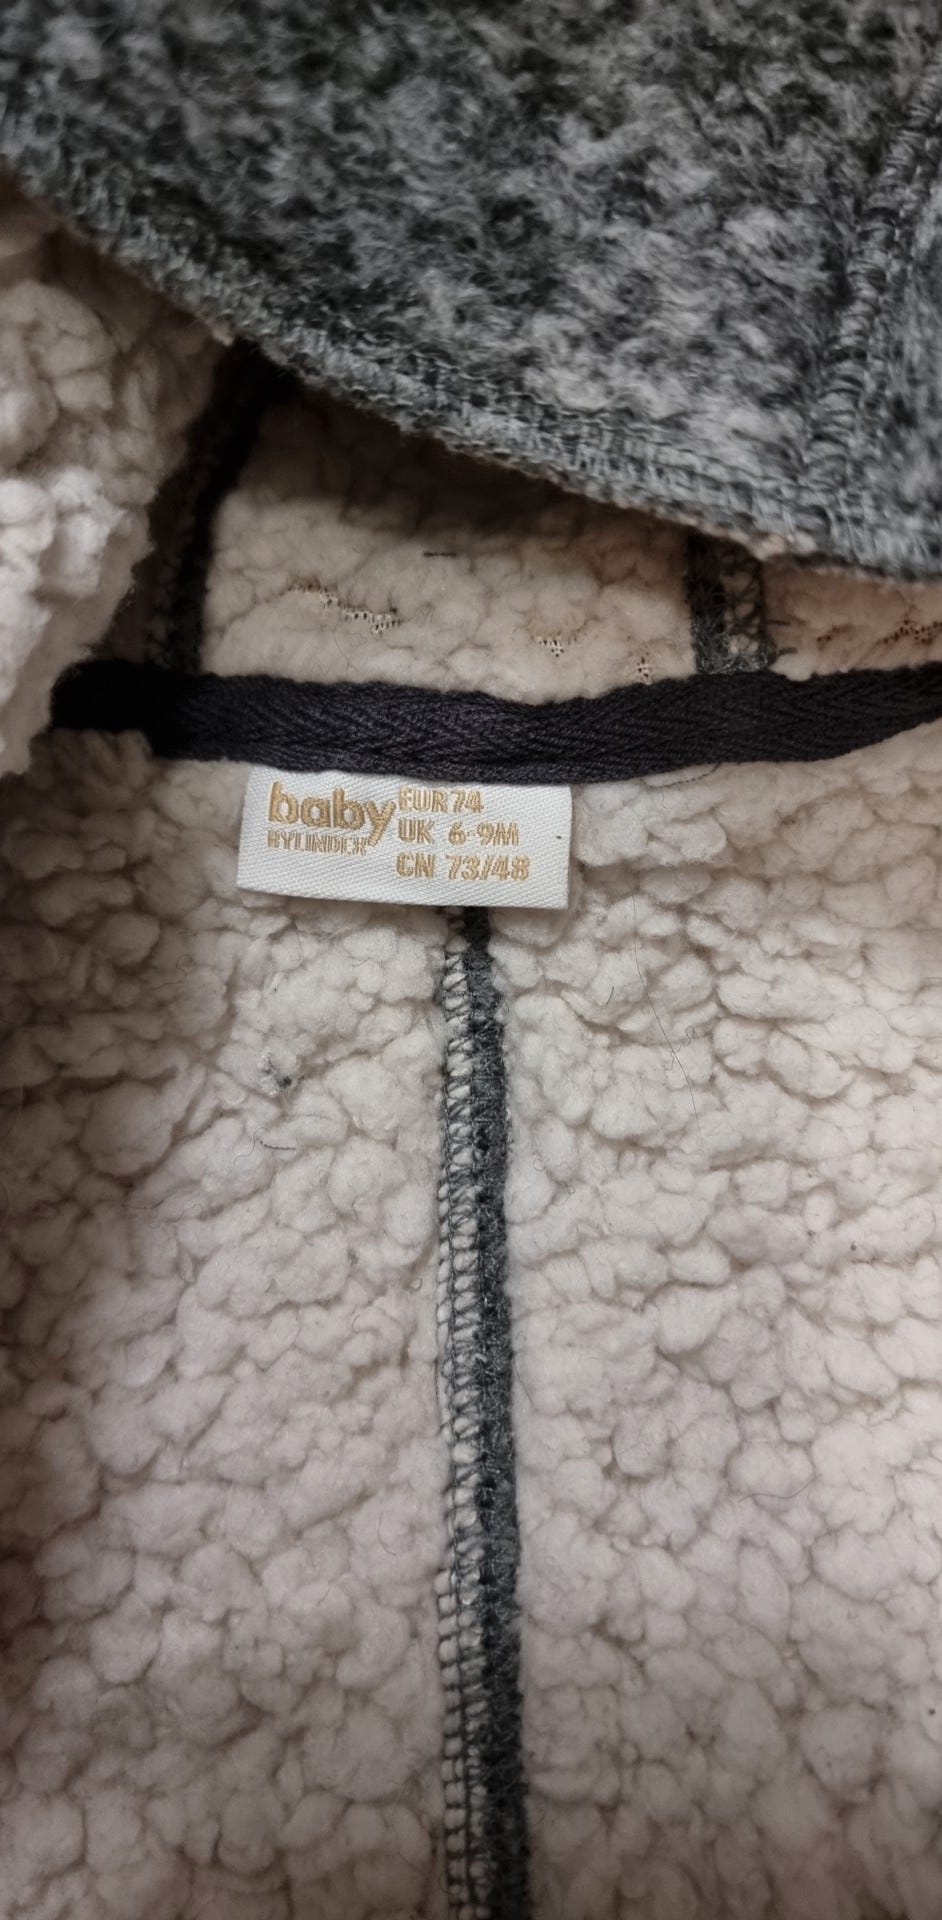 baby
BYLINDEX
EUR74
UK 6-9M
CN 73/48